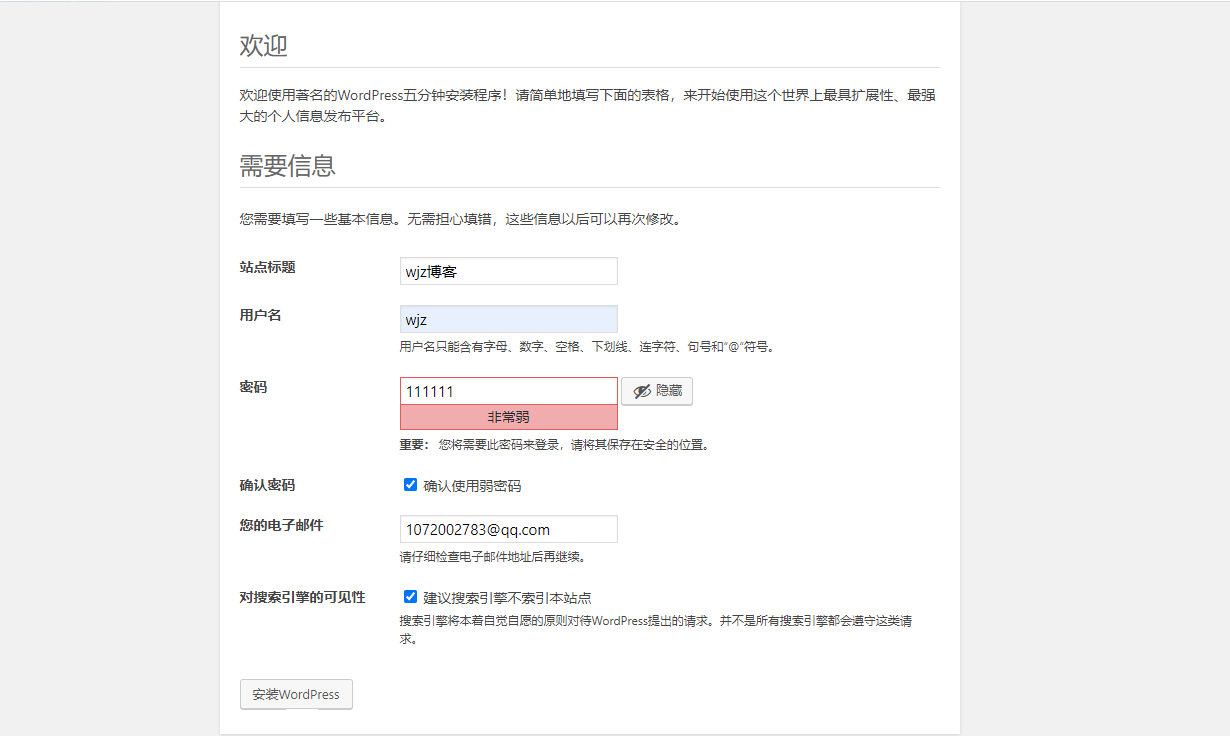 欢迎
欢迎使用著名的WordPress五分钟安装程序！请简单地填写下面的表格，来开始使用这个世界上最具扩展性、最强
大的个人信息发布平台。
需要信息
您需要填写一些基本信息。无需担心填错，这些信息以后可以再次修改。
站点标题
wjz博客
用户名
wjz
用户名只能含有字母、数字、空格、下划线、连字符、句号和“@”符号。
密码
111111
隐藏
非常弱
重要： 您将需要此密码来登录，请将其保存在安全的位置。
确认密码
确认使用弱密码
您的电子邮件
1072002783@qq.com
请仔细检查电子邮件地址后再继续。
对搜索引擎的可见性
建议搜索引擎不索引本站点
搜索引擎将本着自觉自愿的原则对待WordPress提出的请求。并不是所有搜索引擎都会遵守这类请
求。
安装WordPress